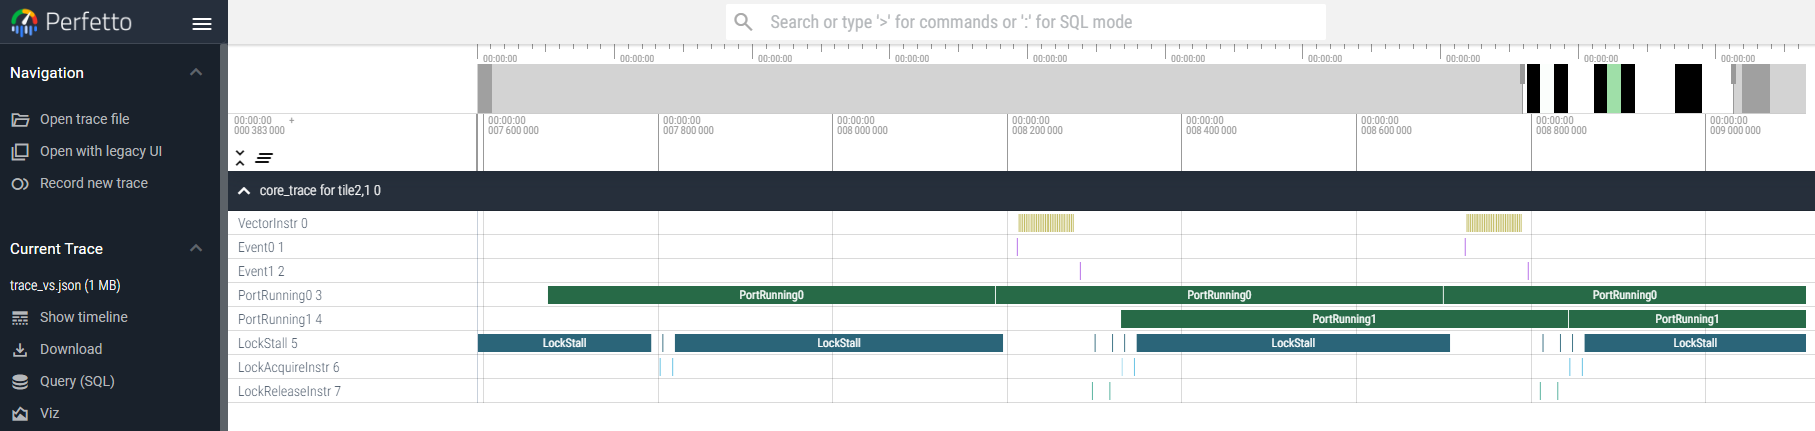 Perfetto
Search or type '>' for commands or ':' for SQL mode
Navigation
Open trace file
Open with legacy UI
Record new trace
Current Trace
trace_vs.json (1 MB)
Show timeline
Download
Query (SQL)
Viz
00:00:00 00:00:00 00:00:00 00:00:00 00:00:00 00:00:00 00:00:00 00:00:00 00:00:00 00:00:00
00:00:00 + 00:00:00 00:00:00 00:00:00 00:00:00 00:00:00 00:00:00 00:00:00 00:00:00
000 383 000 007 600 000 007 800 000 008 000 000 008 200 000 008 400 000 008 600 000 008 800 000 009 000 000
core_trace for tile2,1 0
VectorInstr 0
Event0 1
Event1 2
PortRunning0 3 PortRunning0 PortRunning0 PortRunning0
PortRunning1 4 PortRunning1 PortRunning1
LockStall 5 LockStall LockStall LockStall LockStall
LockAcquireInstr 6
LockReleaseInstr 7